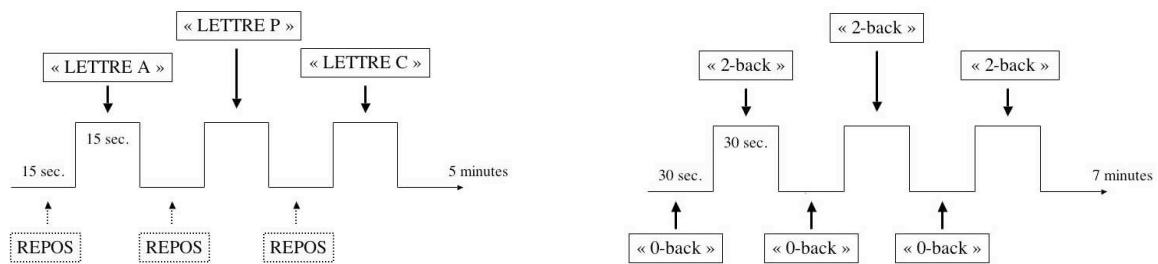 « LETTRE P »
« LETTRE A »
« LETTRE C »
15 sec.
15 sec.
5 minutes
REPOS
REPOS
REPOS
« 2-back »
« 2-back »
« 2-back »
30 sec.
30 sec.
7 minutes
« 0-back »
« 0-back »
« 0-back »